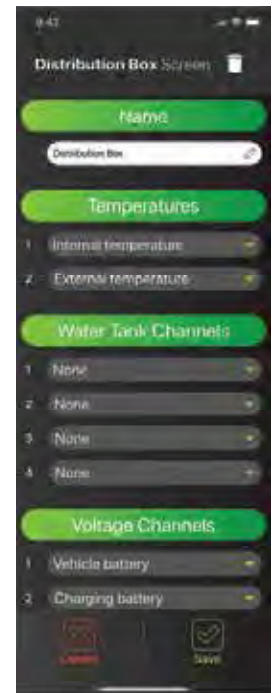 9:41
Distribution Box Screen
Name
Distribution Box
Temperatures
1 Internal temperature
2 External temperature
Water Tank Channels
1 None
2 None
3 None
4 None
Voltage Channels
1 Vehicle battery
2 Charging battery
Cancel Save